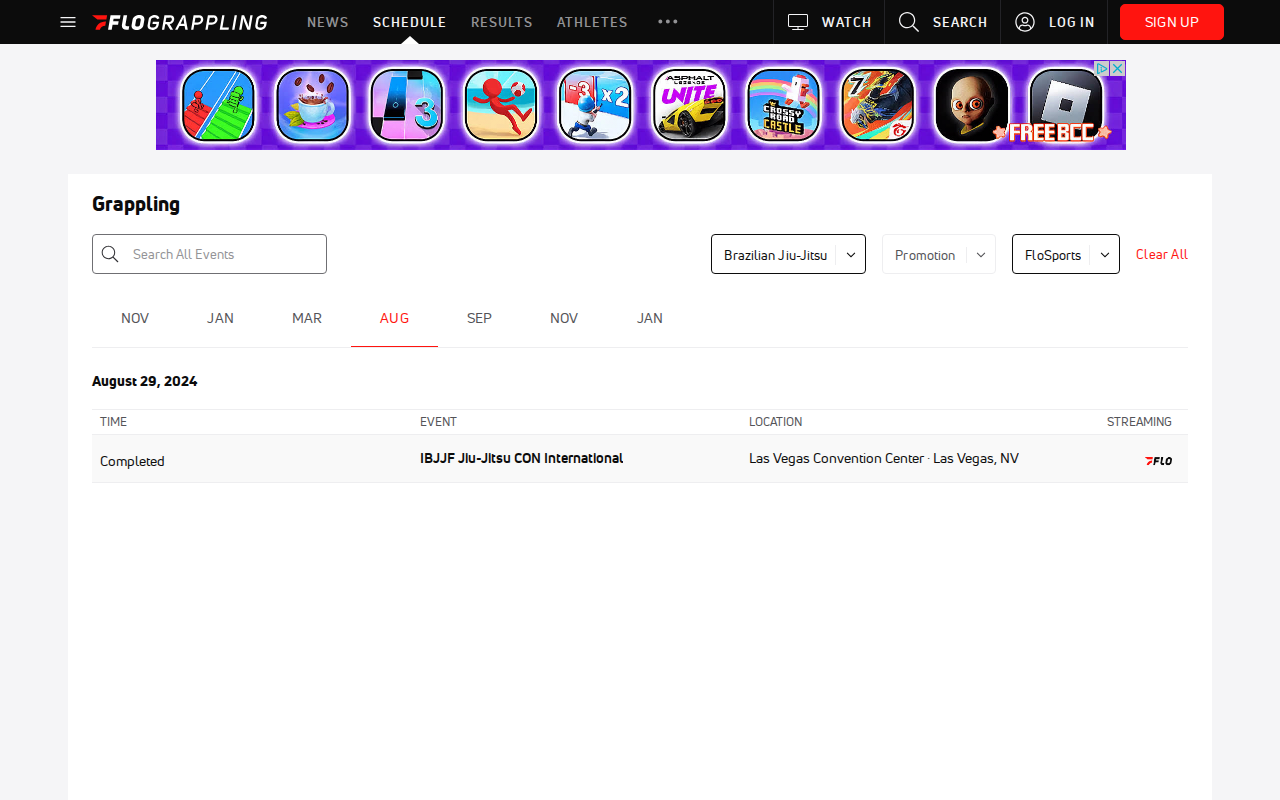 FLOGRAPPLING NEWS SCHEDULE RESULTS ATHLETES ••• WATCH SEARCH LOG IN SIGN UP
3 -3 x2 ASPHALT LEGENDS UNITE CROSSY ROAD CASTLE 7 FREE BCC
Grappling
Search All Events Brazilian Jiu-Jitsu Promotion FloSports Clear All
NOV JAN MAR AUG SEP NOV JAN
August 29, 2024
TIME EVENT LOCATION STREAMING
Completed IBJJF Jiu-Jitsu CON International Las Vegas Convention Center · Las Vegas, NV FLO